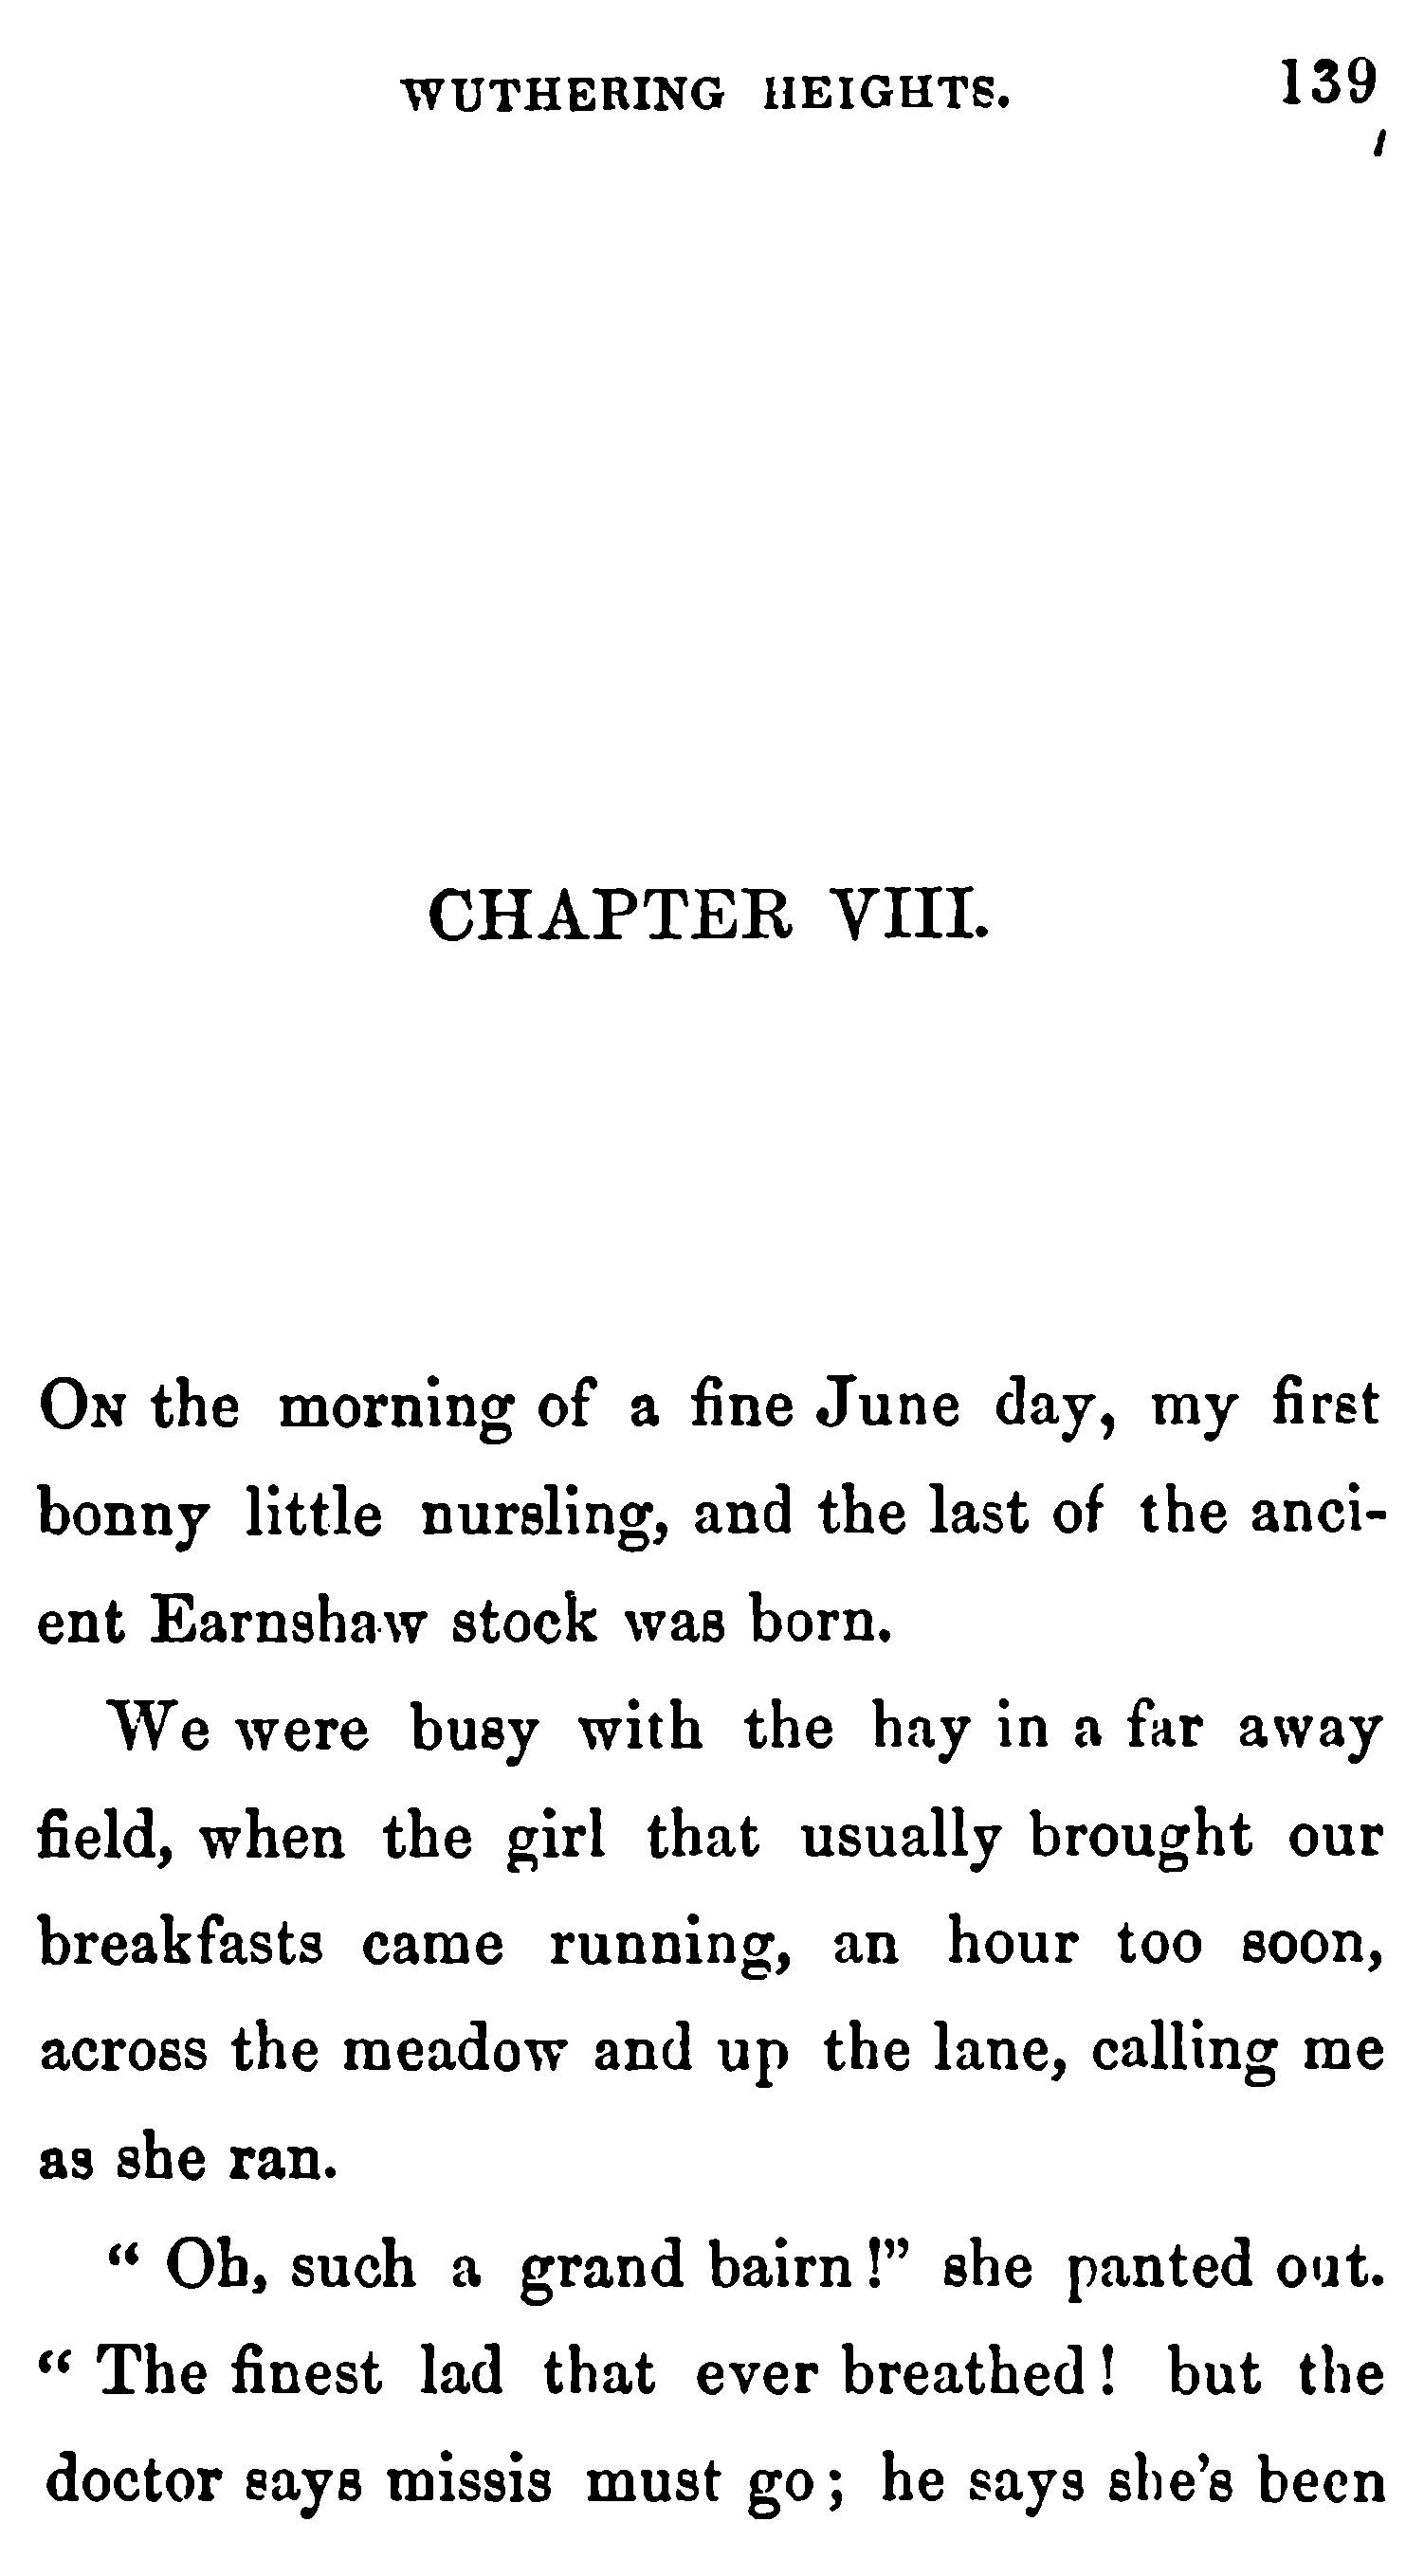 WUTHERING HEIGHTS. 139
CHAPTER VIII.
ON the morning of a fine June day, my first
bonny little nursling, and the last of the anci-
ent Earnshaw stock was born.
We were busy with the hay in a far away
field, when the girl that usually brought our
breakfasts came running, an hour too soon,
across the meadow and up the lane, calling me
as she ran.
“ Oh, such a grand bairn !” she panted out.
“ The finest lad that ever breathed ! but the
doctor says missis must go ; he says she’s been